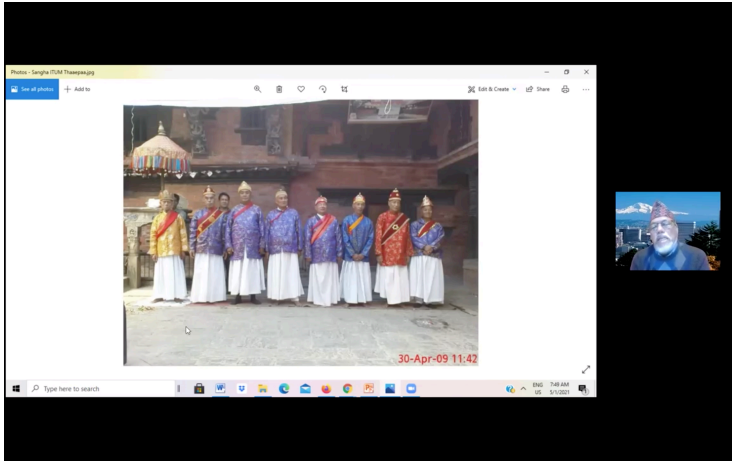 Photos - Sangha ITUM Thaaepaa.jpg
See all photos
Add to
Edit & Create
Share
30-Apr-09 11:42
Type here to search
ENG
7:49 AM
US
5/1/2021